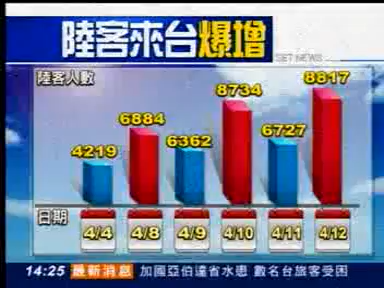 陸客來台爆增
SET NEWS
陸客人數
4219 6884 6362 8734 6727 8817
日期 4/4 4/8 4/9 4/10 4/11 4/12
14:25 最新消息 加國亞伯達省水患 數名台旅客受困